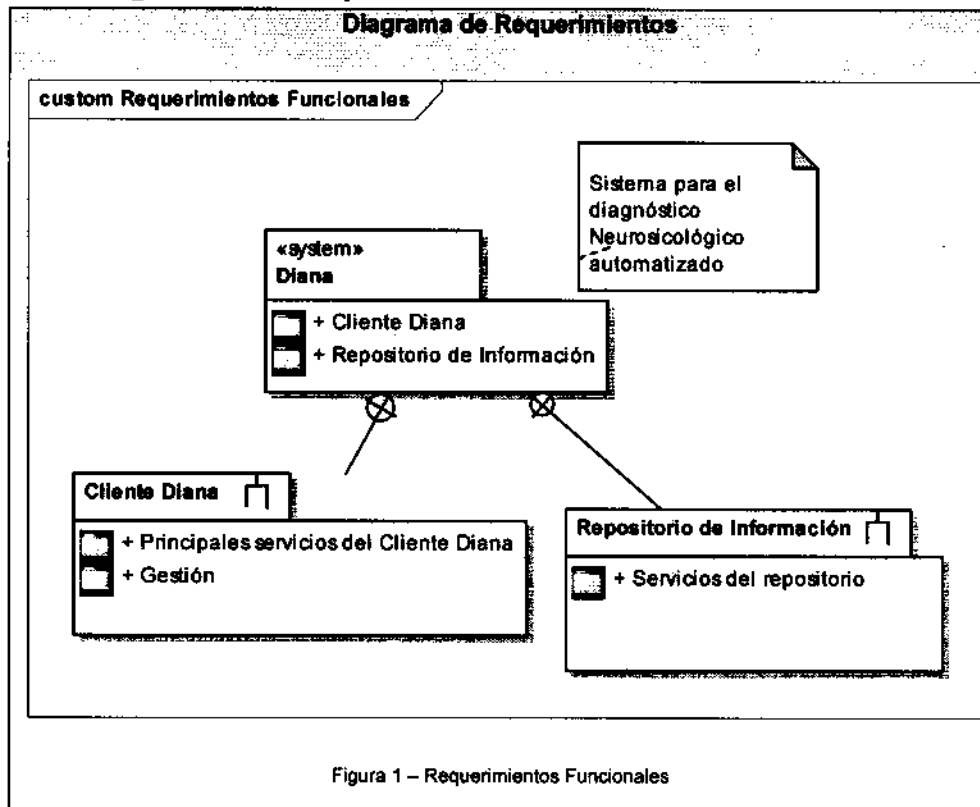 Diagrama de Requerimientos
custom Requerimientos Funcionales
Sistema para el
diagnóstico
Neurosicológico
automatizado
«system»
Diana
+ Cliente Diana
+ Repositorio de Información
Cliente Diana
+ Principales servicios del Cliente Diana
+ Gestión
Repositorio de Información
+ Servicios del repositorio
Figura 1 – Requerimientos Funcionales